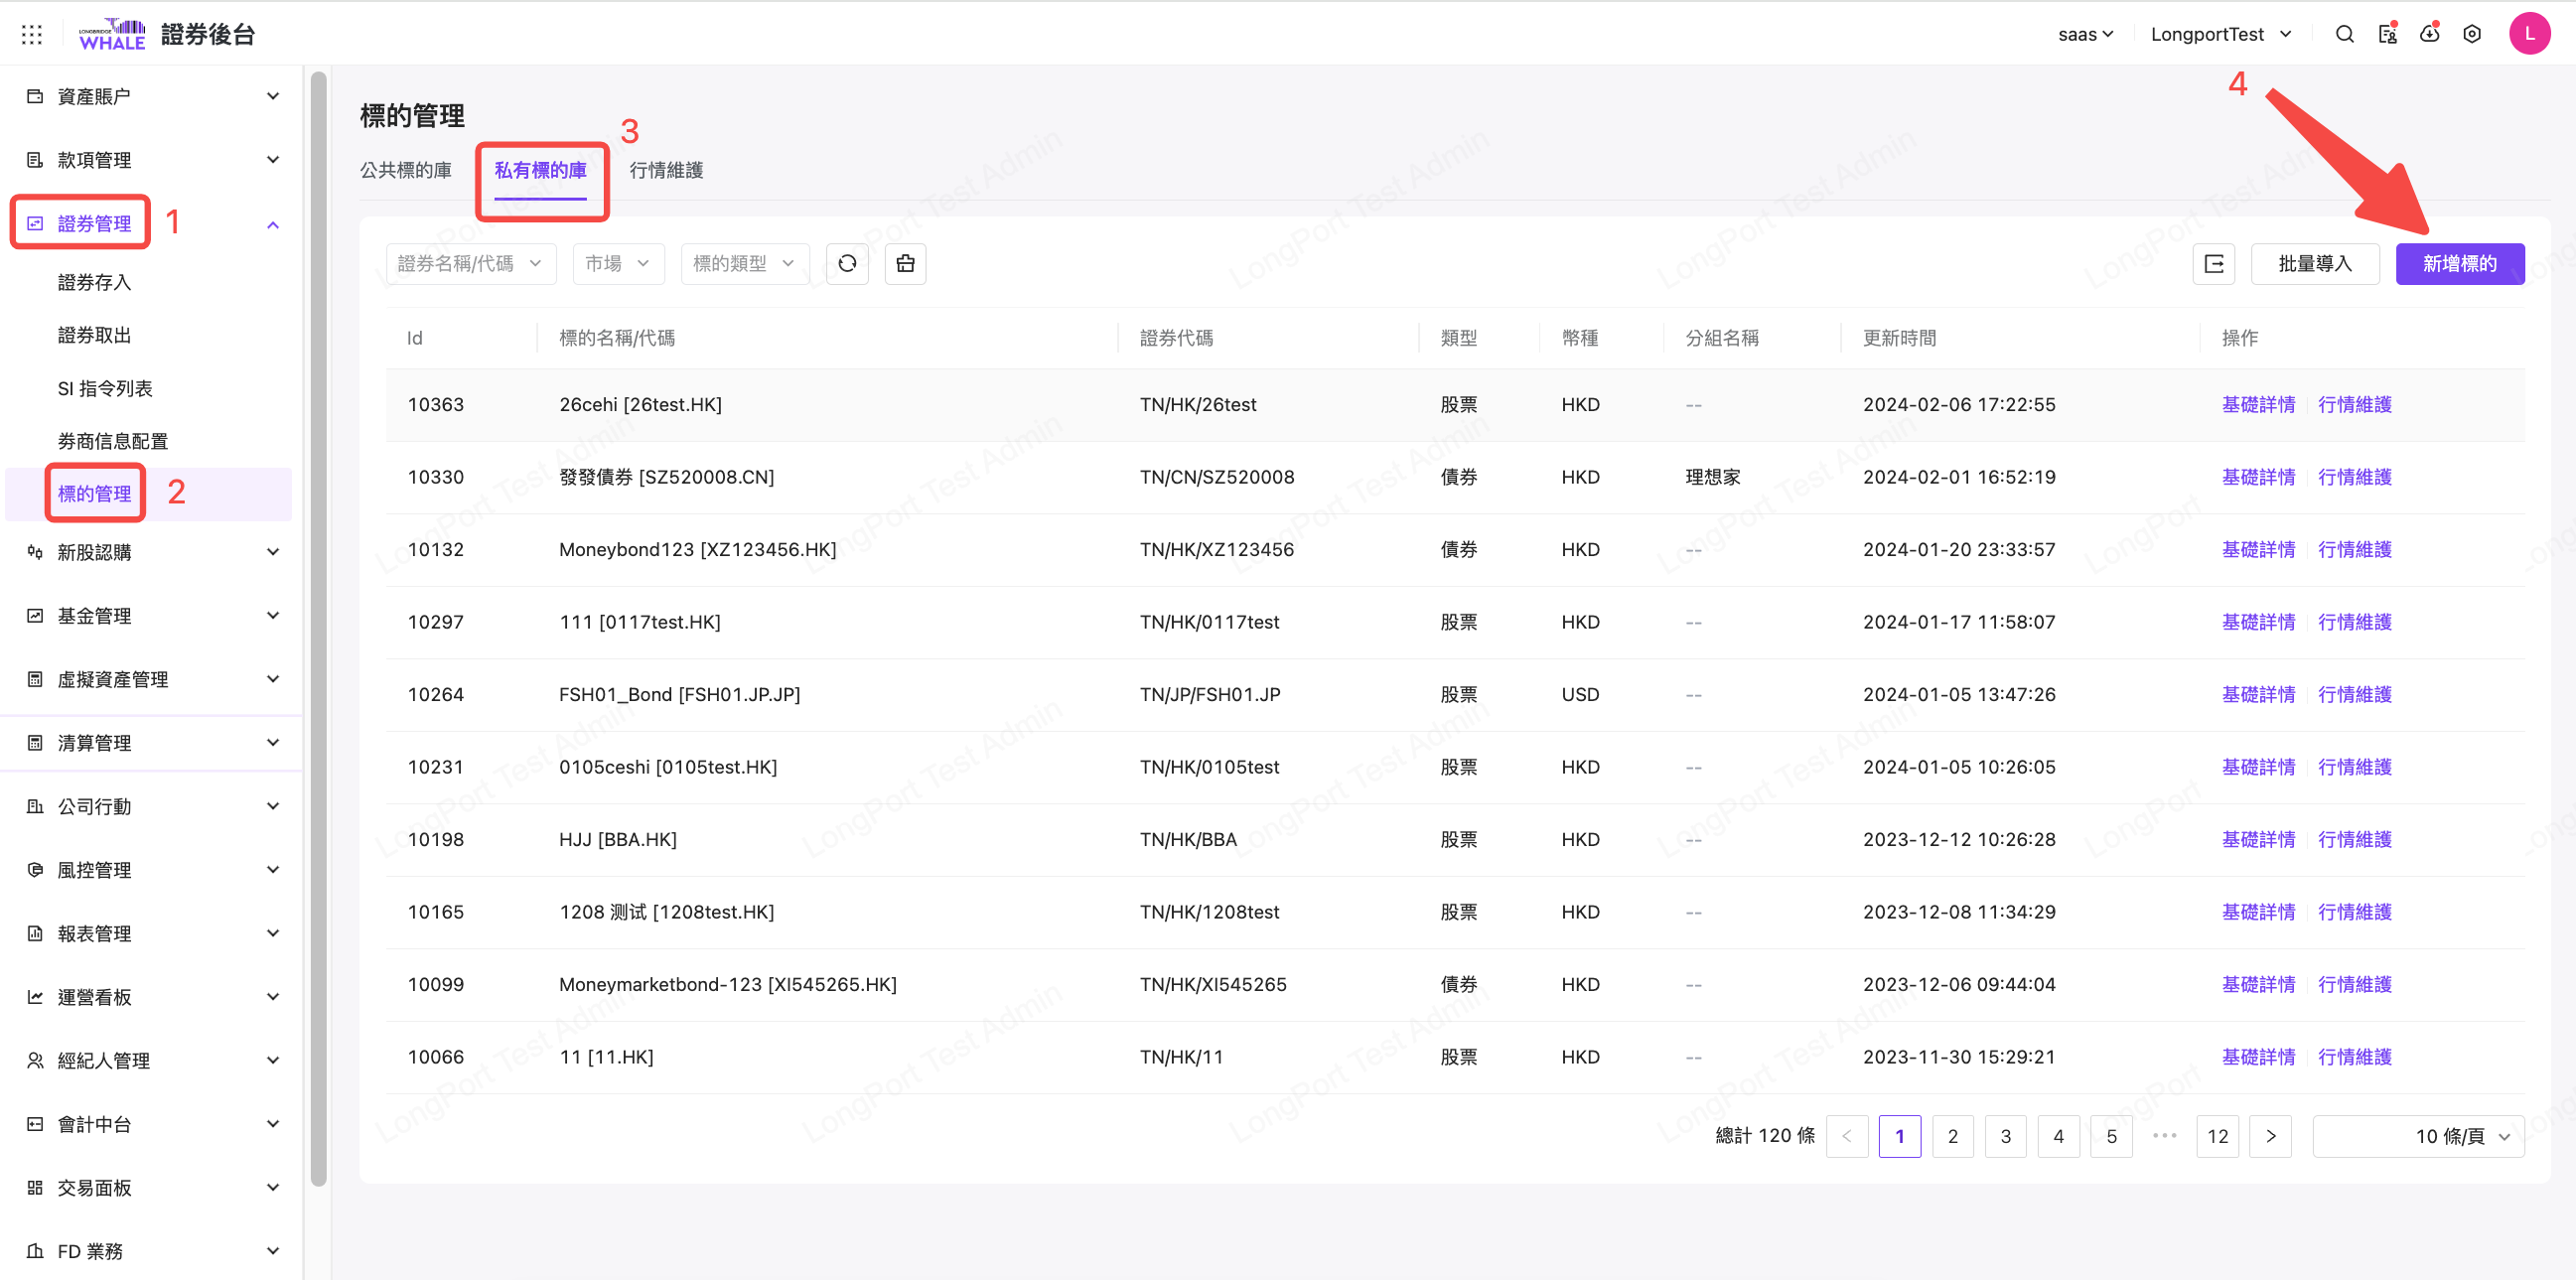 LONGBRIDGE
WHALE
證券後台
saas
LongportTest
L
資產賬户
款項管理
證券管理
1
證券存入
證券取出
SI 指令列表
券商信息配置
標的管理
2
新股認購
基金管理
虛擬資產管理
清算管理
公司行動
風控管理
報表管理
運營看板
經紀人管理
會計中台
交易面板
FD 業務
標的管理
3
4
公共標的庫 私有標的庫 行情維護
證券名稱/代碼 市場 標的類型 批量導入 新增標的
Id 標的名稱/代碼 證券代碼 類型 幣種 分組名稱 更新時間 操作
10363 26cehi [26test.HK] TN/HK/26test 股票 HKD -- 2024-02-06 17:22:55 基礎詳情 行情維護
10330 發發債券 [SZ520008.CN] TN/CN/SZ520008 債券 HKD 理想家 2024-02-01 16:52:19 基礎詳情 行情維護
10132 Moneybond123 [XZ123456.HK] TN/HK/XZ123456 債券 HKD -- 2024-01-20 23:33:57 基礎詳情 行情維護
10297 111 [0117test.HK] TN/HK/0117test 股票 HKD -- 2024-01-17 11:58:07 基礎詳情 行情維護
10264 FSH01_Bond [FSH01.JP.JP] TN/JP/FSH01.JP 股票 USD -- 2024-01-05 13:47:26 基礎詳情 行情維護
10231 0105ceshi [0105test.HK] TN/HK/0105test 股票 HKD -- 2024-01-05 10:26:05 基礎詳情 行情維護
10198 HJJ [BBA.HK] TN/HK/BBA 股票 HKD -- 2023-12-12 10:26:28 基礎詳情 行情維護
10165 1208 测试 [1208test.HK] TN/HK/1208test 股票 HKD -- 2023-12-08 11:34:29 基礎詳情 行情維護
10099 Moneymarketbond-123 [XI545265.HK] TN/HK/XI545265 債券 HKD -- 2023-12-06 09:44:04 基礎詳情 行情維護
10066 11 [11.HK] TN/HK/11 股票 HKD -- 2023-11-30 15:29:21 基礎詳情 行情維護
總計 120 條 < 1 2 3 4 5 ••• 12 > 10 條/頁
LongPort Test Admin